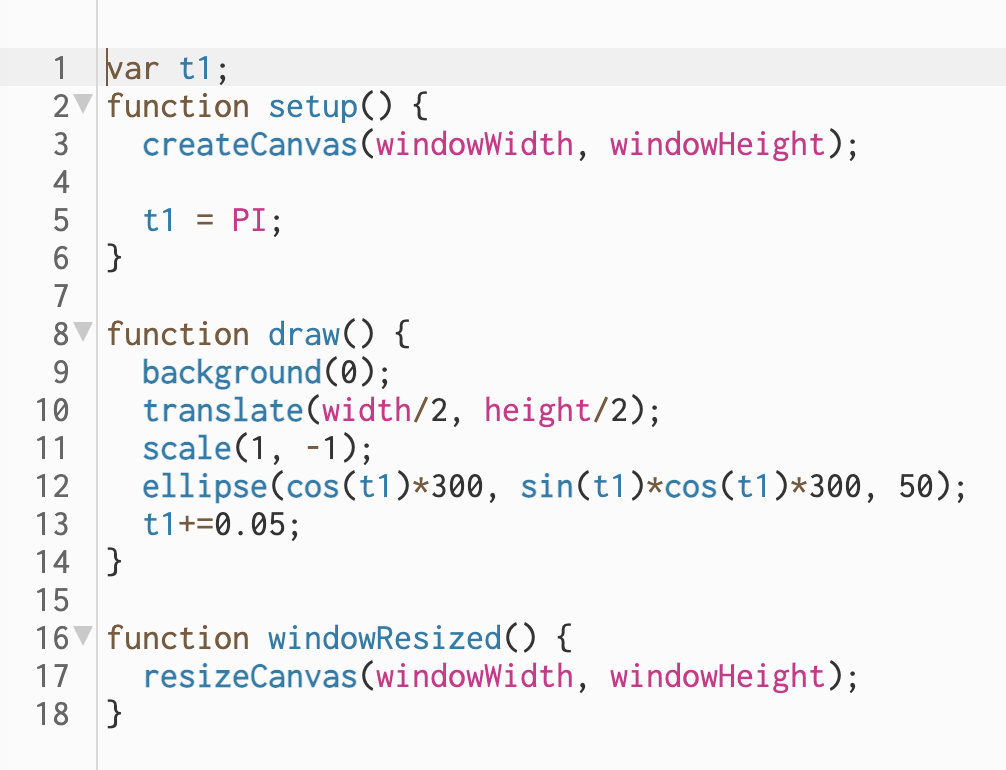 1 var t1;
2 function setup() {
3   createCanvas(windowWidth, windowHeight);
4
5   t1 = PI;
6 }
7
8 function draw() {
9   background(0);
10   translate(width/2, height/2);
11   scale(1, -1);
12   ellipse(cos(t1)*300, sin(t1)*cos(t1)*300, 50);
13   t1+=0.05;
14 }
15
16 function windowResized() {
17   resizeCanvas(windowWidth, windowHeight);
18 }